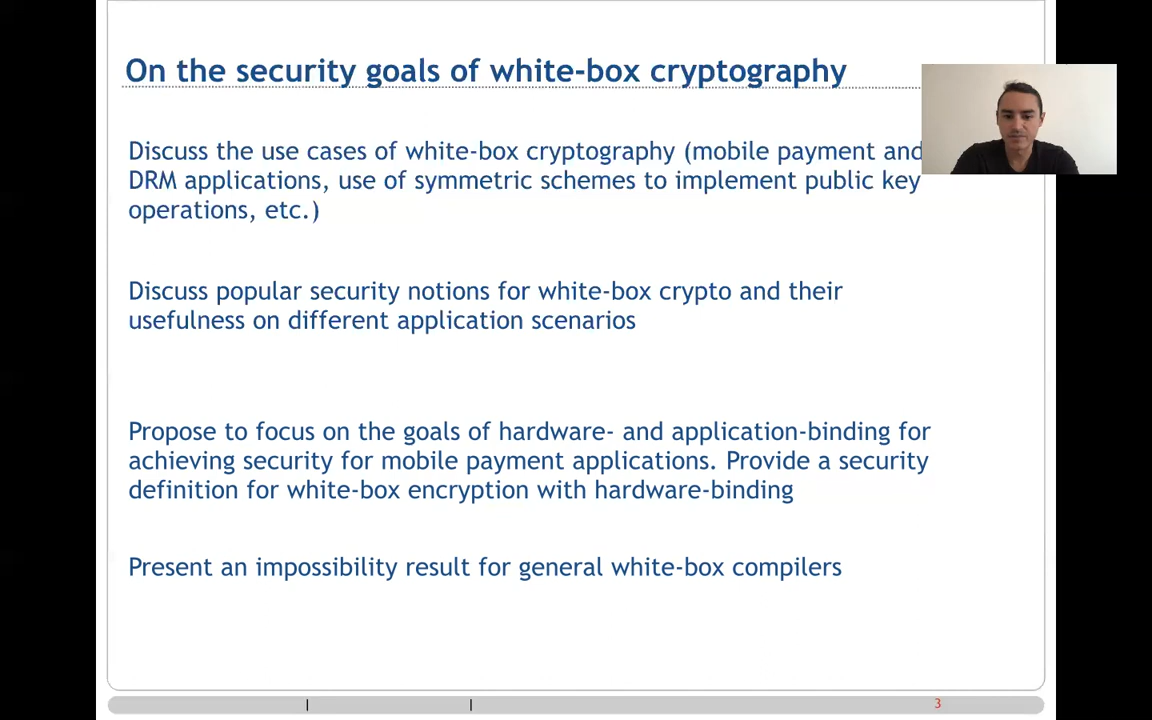 On the security goals of white-box cryptography
Discuss the use cases of white-box cryptography (mobile payment and
DRM applications, use of symmetric schemes to implement public key
operations, etc.)
Discuss popular security notions for white-box crypto and their
usefulness on different application scenarios
Propose to focus on the goals of hardware- and application-binding for
achieving security for mobile payment applications. Provide a security
definition for white-box encryption with hardware-binding
Present an impossibility result for general white-box compilers
3